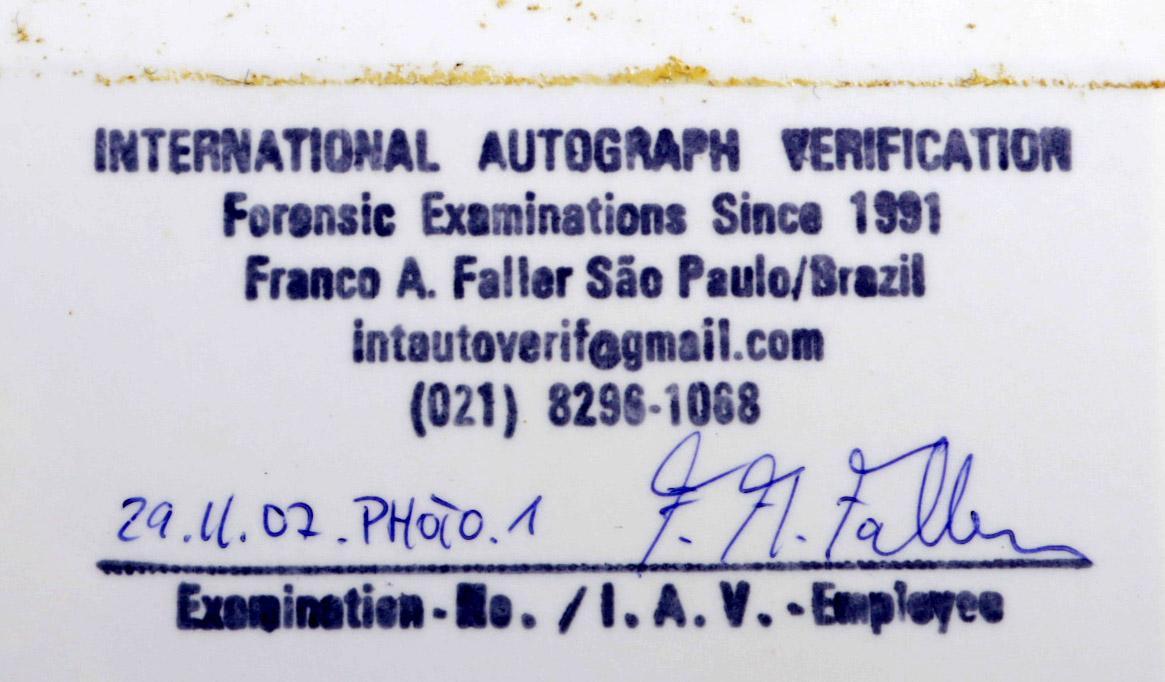 INTERNATIONAL AUTOGRAPH VERIFICATION
Forensic Examinations Since 1991
Franco A. Faller São Paulo/Brazil
intautoverif@gmail.com
(021) 8296-1068
29.11.07.PHOTO.1 F. A. Faller
Examination-No. / I. A. V. -Employee